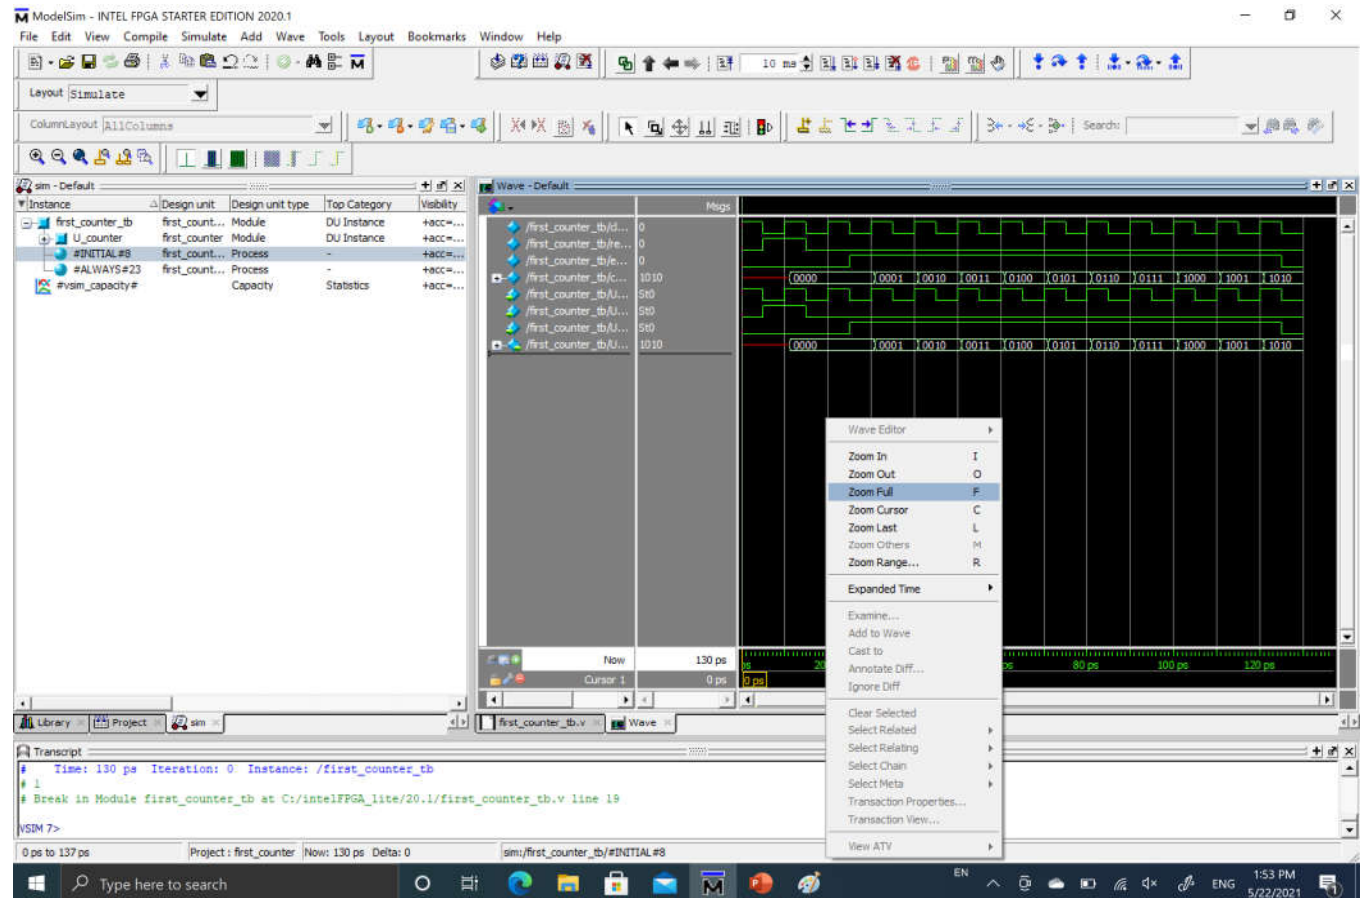 ModelSim - INTEL FPGA STARTER EDITION 2020.1
File Edit View Compile Simulate Add Wave Tools Layout Bookmarks Window Help
10 ms
Layout Simulate
ColumnLayout AllColumns
Search:
sim - Default
Instance Design unit Design unit type Top Category Visibility
first_counter_tb first_count... Module DU Instance +acc=...
U_counter first_counter Module DU Instance +acc=...
#INITIAL#8 first_count... Process - +acc=...
#ALWAYS#23 first_count... Process - +acc=...
#vsim_capacity# Capacity Statistics +acc=...
Wave - Default
Msgs
/first_counter_tb/cl... 0
/first_counter_tb/re... 0
/first_counter_tb/e... 0
/first_counter_tb/c... 1010 0000 0001 0010 0011 0100 0101 0110 0111 1000 1001 1010
/first_counter_tb/U... St0
/first_counter_tb/U... St0
/first_counter_tb/U... St0
/first_counter_tb/U... 1010 0000 0001 0010 0011 0100 0101 0110 0111 1000 1001 1010
Now 130 ps
80 ps 100 ps 120 ps
Cursor 1 0 ps 0 ps
Wave Editor
Zoom In I
Zoom Out O
Zoom Full F
Zoom Cursor C
Zoom Last L
Zoom Others M
Zoom Range... R
Expanded Time
Examine...
Add to Wave
Cast to
Annotate Diff...
Ignore Diff
Clear Selected
Select Related
Select Relating
Select Chain
Select Meta
Transaction Properties...
Transaction View...
View ATV
Library Project sim
first_counter_tb.v Wave
Transcript
# Time: 130 ps Iteration: 0 Instance: /first_counter_tb
# 1
# Break in Module first_counter_tb at C:/intelFPGA_lite/20.1/first_counter_tb.v line 19
VSIM 7>
0 ps to 137 ps Project : first_counter Now: 130 ps Delta: 0 sim:/first_counter_tb/#INITIAL#8
Type here to search
EN
ENG
1:53 PM
5/22/2021